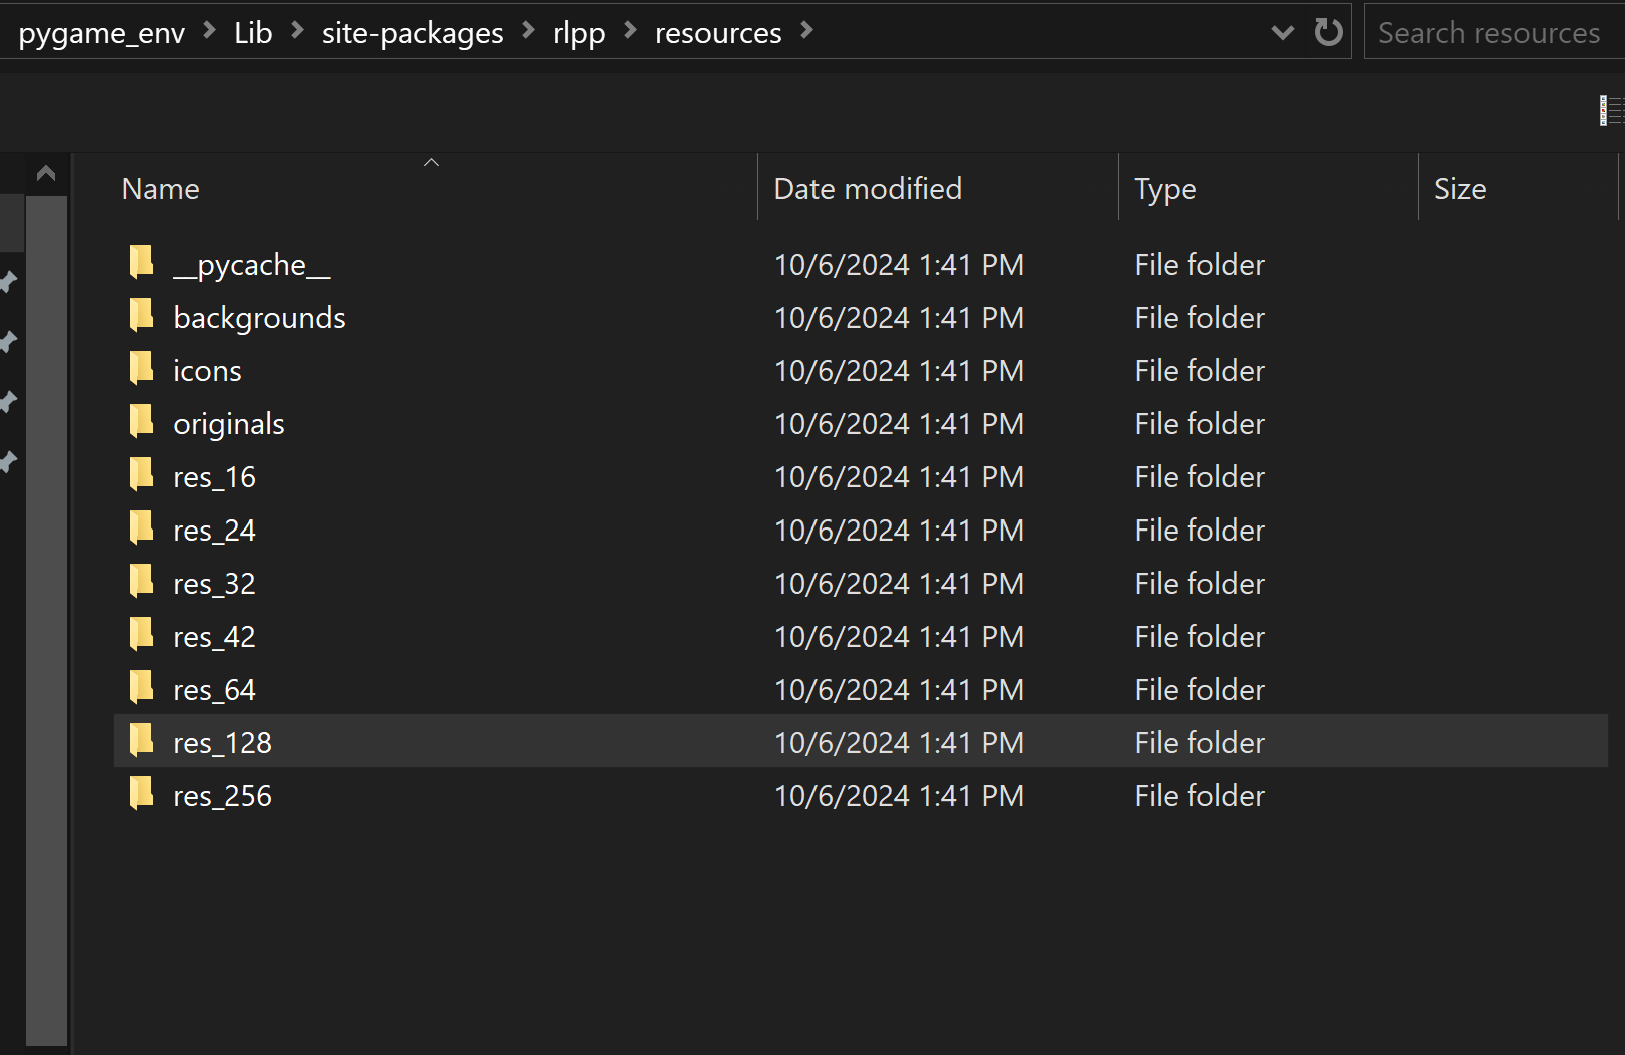 pygame_env > Lib > site-packages > rlpp > resources >
Search resources
Name Date modified Type Size
__pycache__ 10/6/2024 1:41 PM File folder
backgrounds 10/6/2024 1:41 PM File folder
icons 10/6/2024 1:41 PM File folder
originals 10/6/2024 1:41 PM File folder
res_16 10/6/2024 1:41 PM File folder
res_24 10/6/2024 1:41 PM File folder
res_32 10/6/2024 1:41 PM File folder
res_42 10/6/2024 1:41 PM File folder
res_64 10/6/2024 1:41 PM File folder
res_128 10/6/2024 1:41 PM File folder
res_256 10/6/2024 1:41 PM File folder